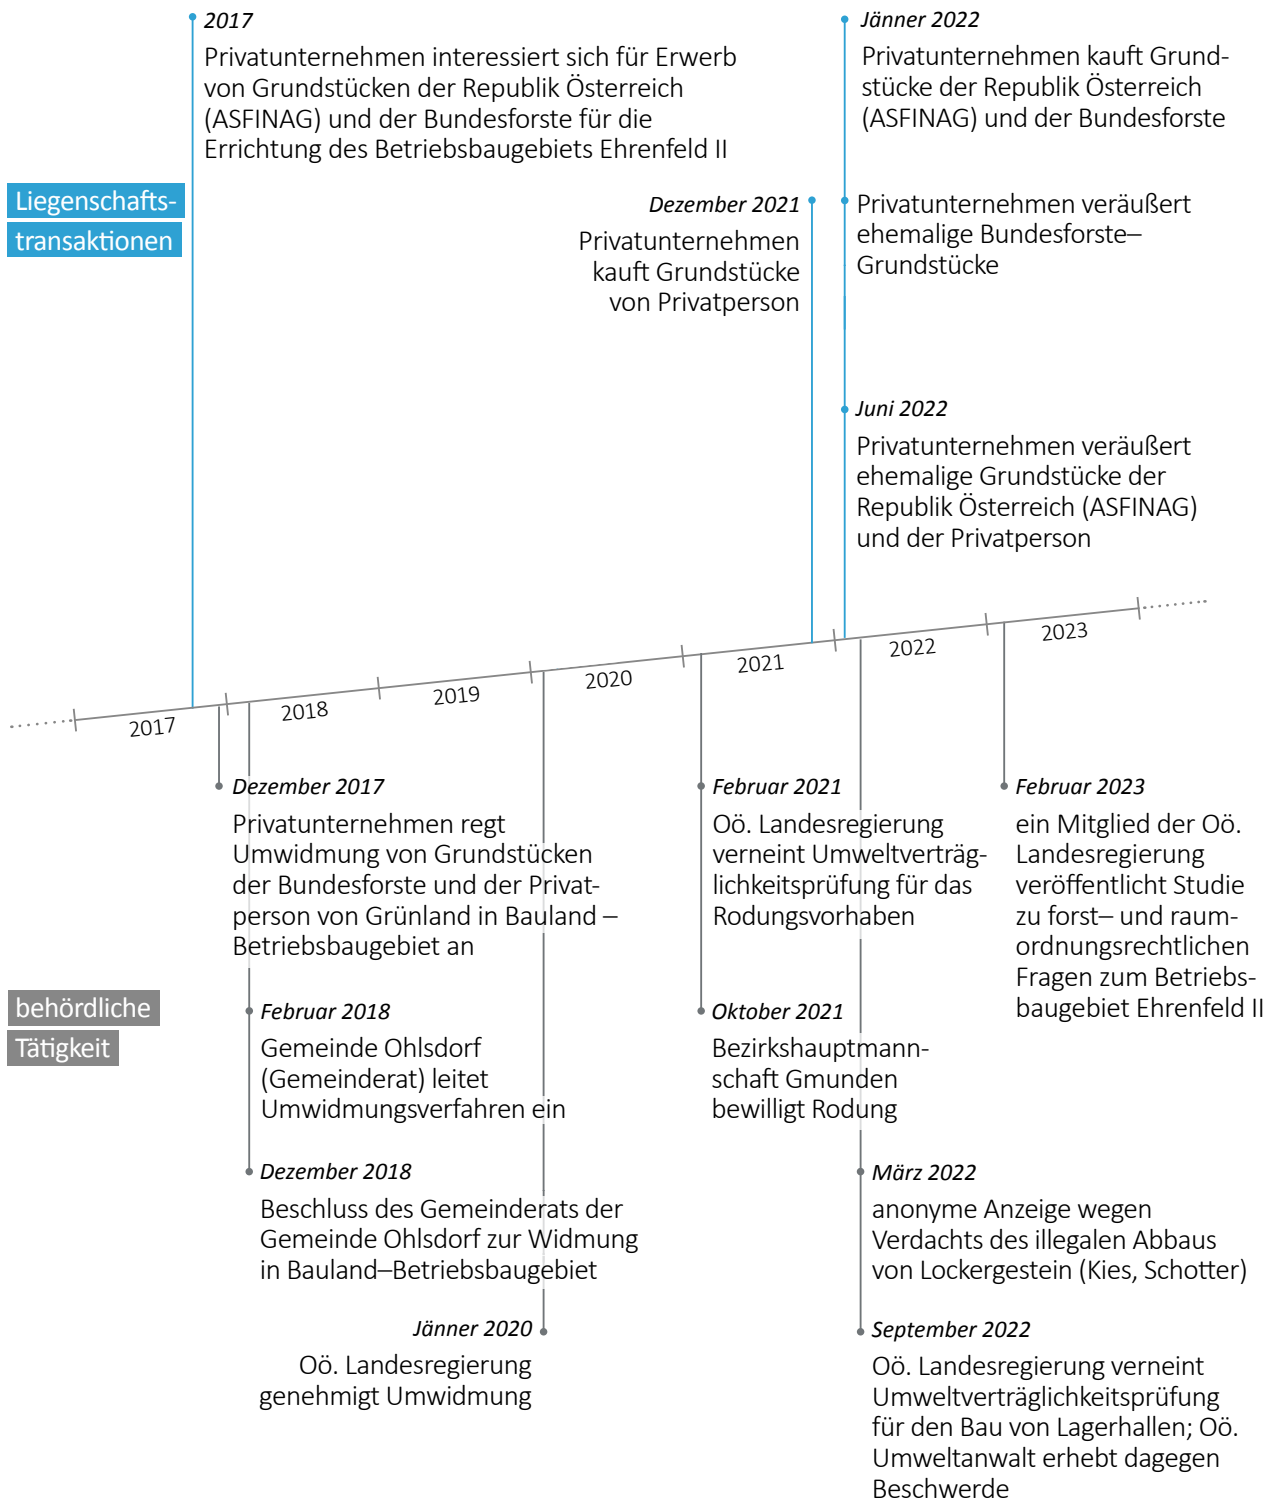 2017
Privatunternehmen interessiert sich für Erwerb
von Grundstücken der Republik Österreich
(ASFINAG) und der Bundesforste für die
Errichtung des Betriebsbaugebiets Ehrenfeld II
Jänner 2022
Privatunternehmen kauft Grund-
stücke der Republik Österreich
(ASFINAG) und der Bundesforste
Liegenschafts-
transaktionen
Dezember 2021
Privatunternehmen
kauft Grundstücke
von Privatperson
Privatunternehmen veräußert
ehemalige Bundesforste–
Grundstücke
Juni 2022
Privatunternehmen veräußert
ehemalige Grundstücke der
Republik Österreich (ASFINAG)
und der Privatperson
2017
2018
2019
2020
2021
2022
2023
Dezember 2017
Privatunternehmen regt
Umwidmung von Grundstücken
der Bundesforste und der Privat-
person von Grünland in Bauland –
Betriebsbaugebiet an
Februar 2021
Oö. Landesregierung
verneint Umweltverträg-
lichkeitsprüfung für das
Rodungsvorhaben
Februar 2023
ein Mitglied der Oö.
Landesregierung
veröffentlicht Studie
zu forst– und raum-
ordnungsrechtlichen
Fragen zum Betriebs-
baugebiet Ehrenfeld II
behördliche
Tätigkeit
Februar 2018
Gemeinde Ohlsdorf
(Gemeinderat) leitet
Umwidmungsverfahren ein
Oktober 2021
Bezirkshauptmann-
schaft Gmunden
bewilligt Rodung
Dezember 2018
Beschluss des Gemeinderats der
Gemeinde Ohlsdorf zur Widmung
in Bauland–Betriebsbaugebiet
März 2022
anonyme Anzeige wegen
Verdachts des illegalen Abbaus
von Lockergestein (Kies, Schotter)
Jänner 2020
Oö. Landesregierung
genehmigt Umwidmung
September 2022
Oö. Landesregierung verneint
Umweltverträglichkeitsprüfung
für den Bau von Lagerhallen; Oö.
Umweltanwalt erhebt dagegen
Beschwerde